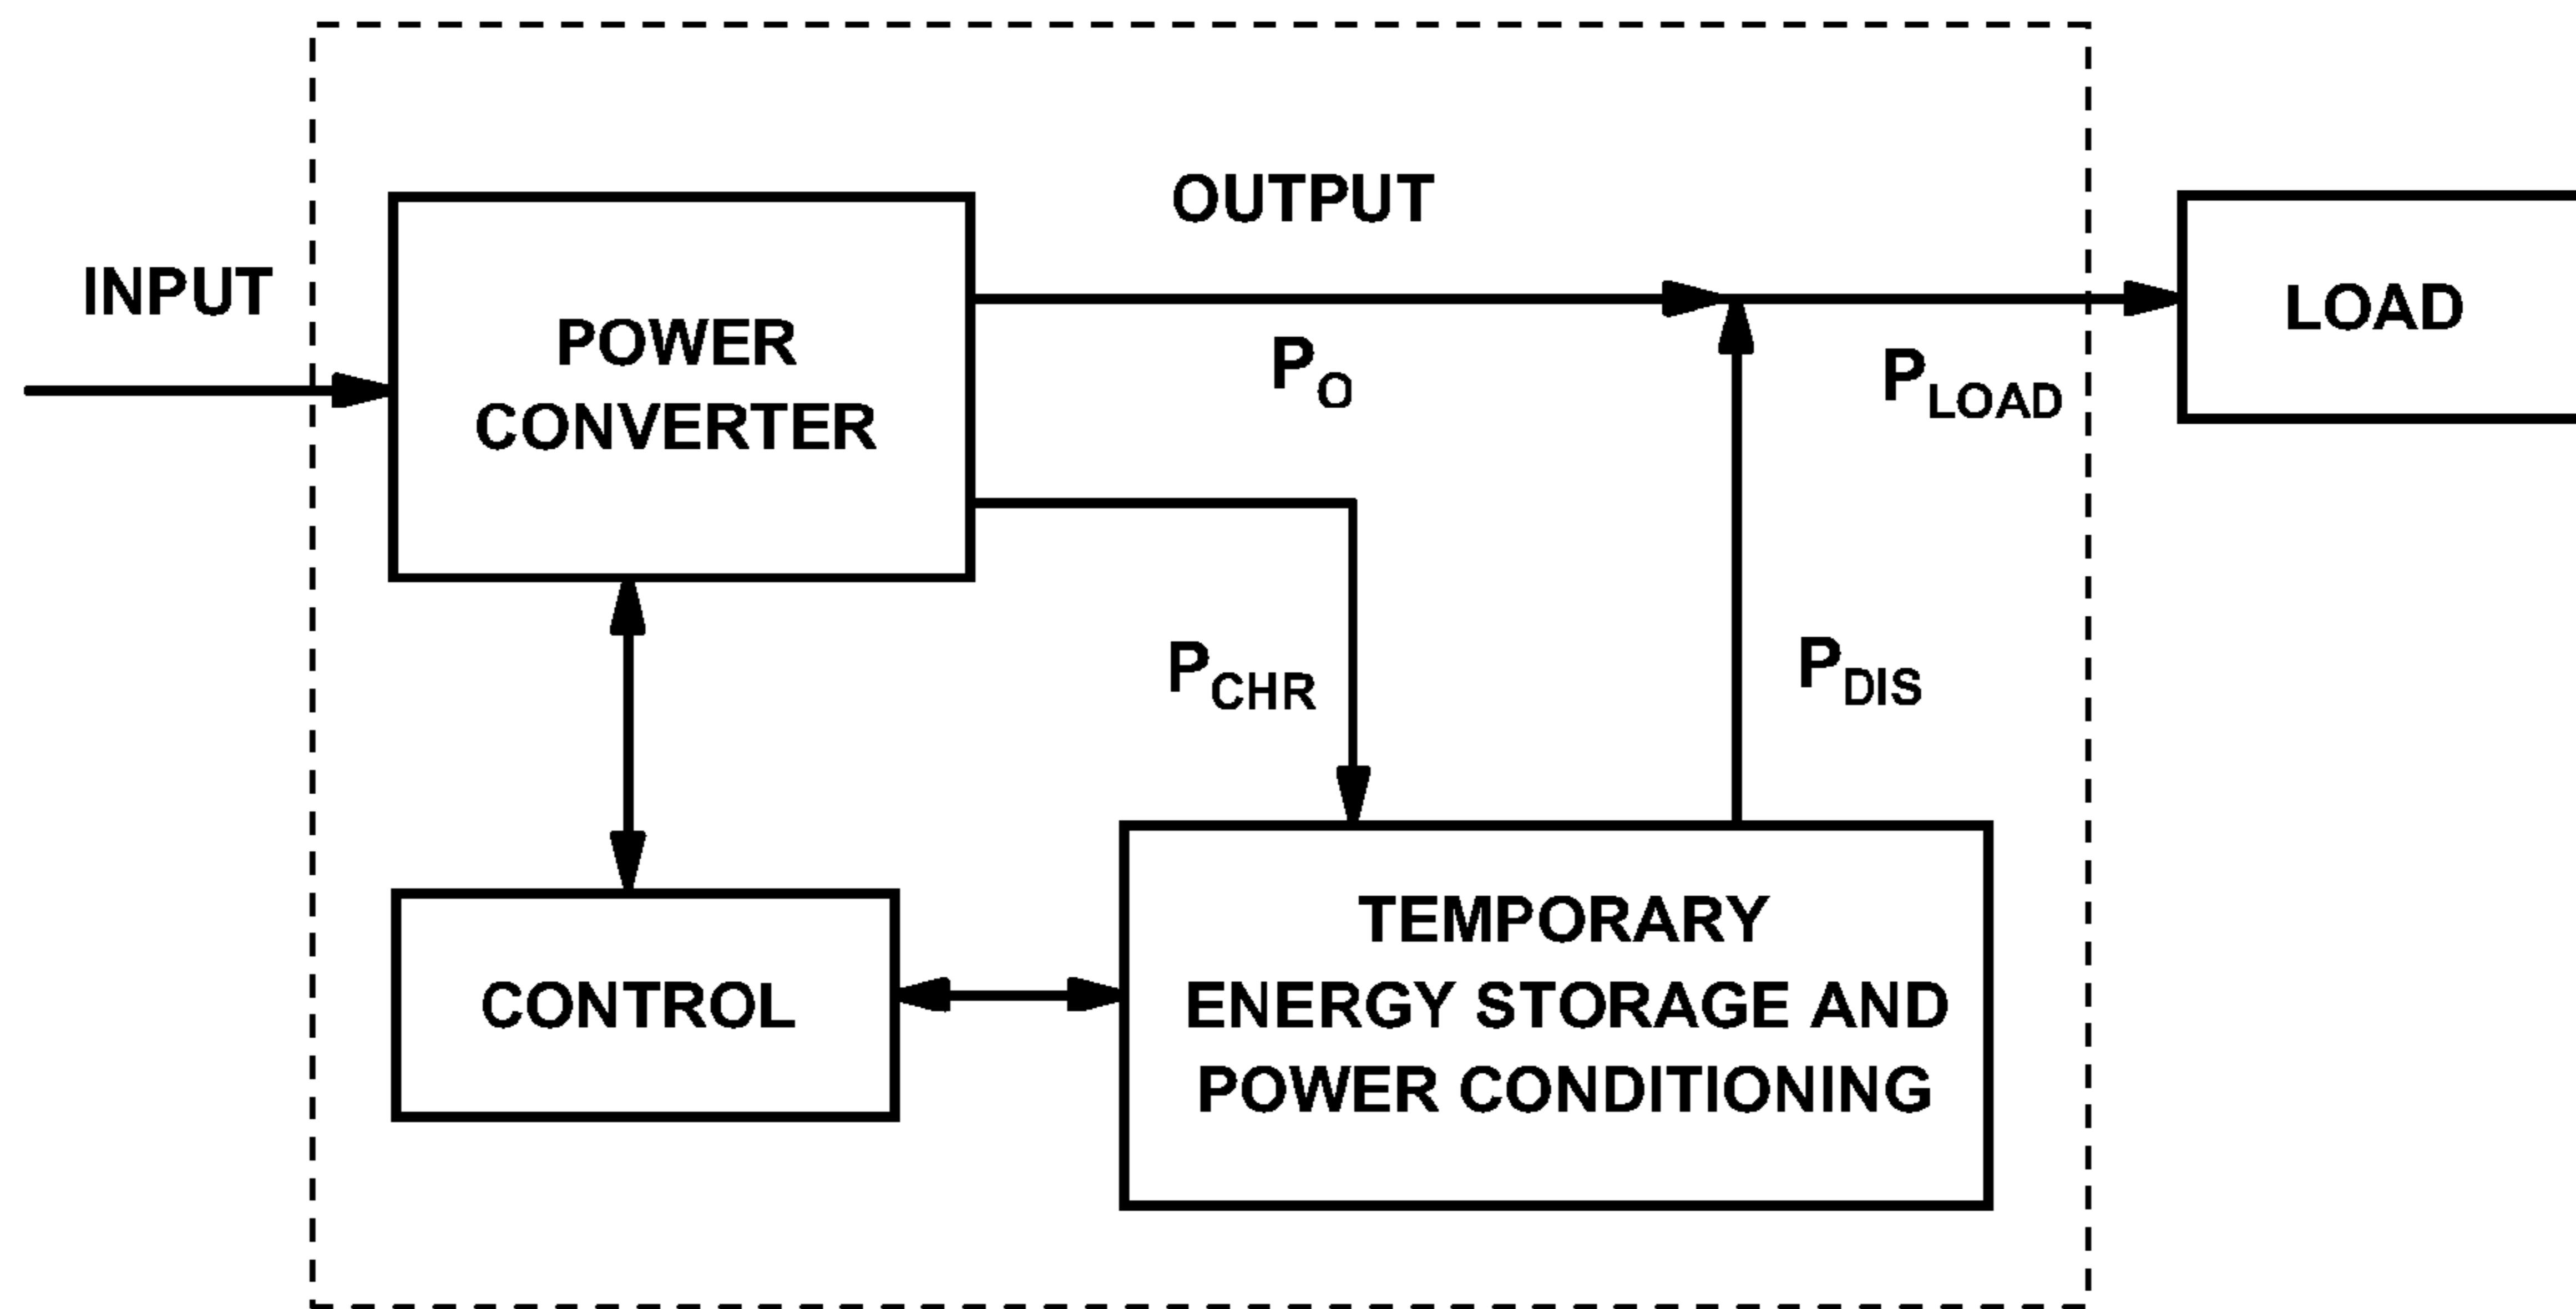 OUTPUT
INPUT
POWER
CONVERTER
LOAD
P_O
P_LOAD
P_CHR
P_DIS
CONTROL
TEMPORARY
ENERGY STORAGE AND
POWER CONDITIONING